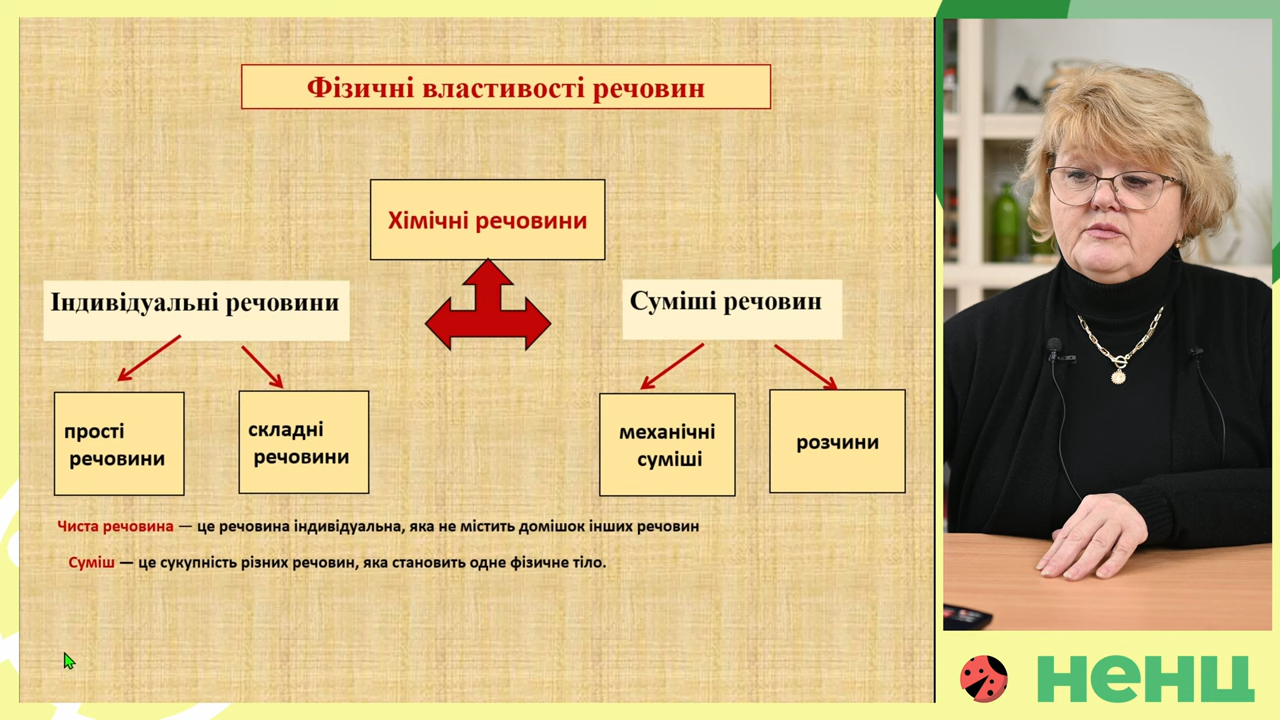 Фізичні властивості речовин
Хімічні речовини
Індивідуальні речовини
Суміші речовин
прості
речовини
складні
речовини
механічні
суміші
розчини
Чиста речовина — це речовина індивідуальна, яка не містить домішок інших речовин
Суміш — це сукупність різних речовин, яка становить одне фізичне тіло.
ненц